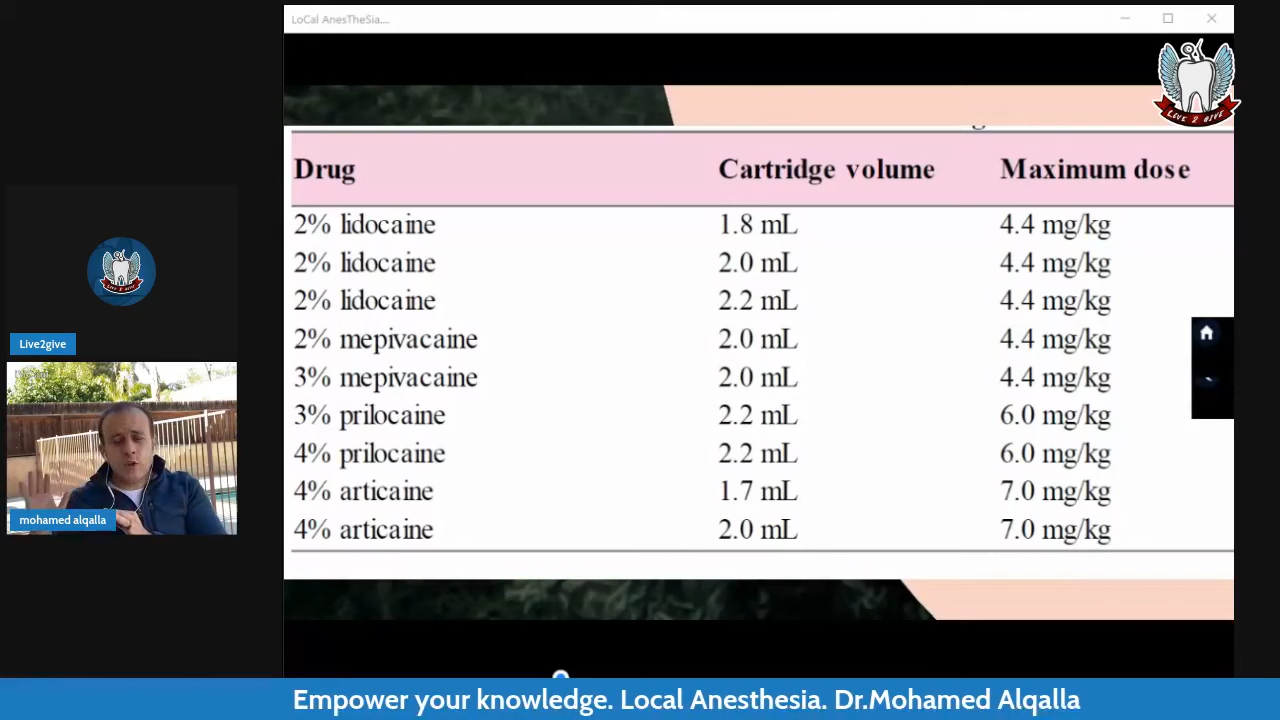 LoCal AnesTheSia....
LIVE 2 GIVE
Drug Cartridge volume Maximum dose
2% lidocaine 1.8 mL 4.4 mg/kg
2% lidocaine 2.0 mL 4.4 mg/kg
2% lidocaine 2.2 mL 4.4 mg/kg
2% mepivacaine 2.0 mL 4.4 mg/kg
3% mepivacaine 2.0 mL 4.4 mg/kg
3% prilocaine 2.2 mL 6.0 mg/kg
4% prilocaine 2.2 mL 6.0 mg/kg
4% articaine 1.7 mL 7.0 mg/kg
4% articaine 2.0 mL 7.0 mg/kg
Live2give
mohamed alqalla
Empower your knowledge. Local Anesthesia. Dr.Mohamed Alqalla